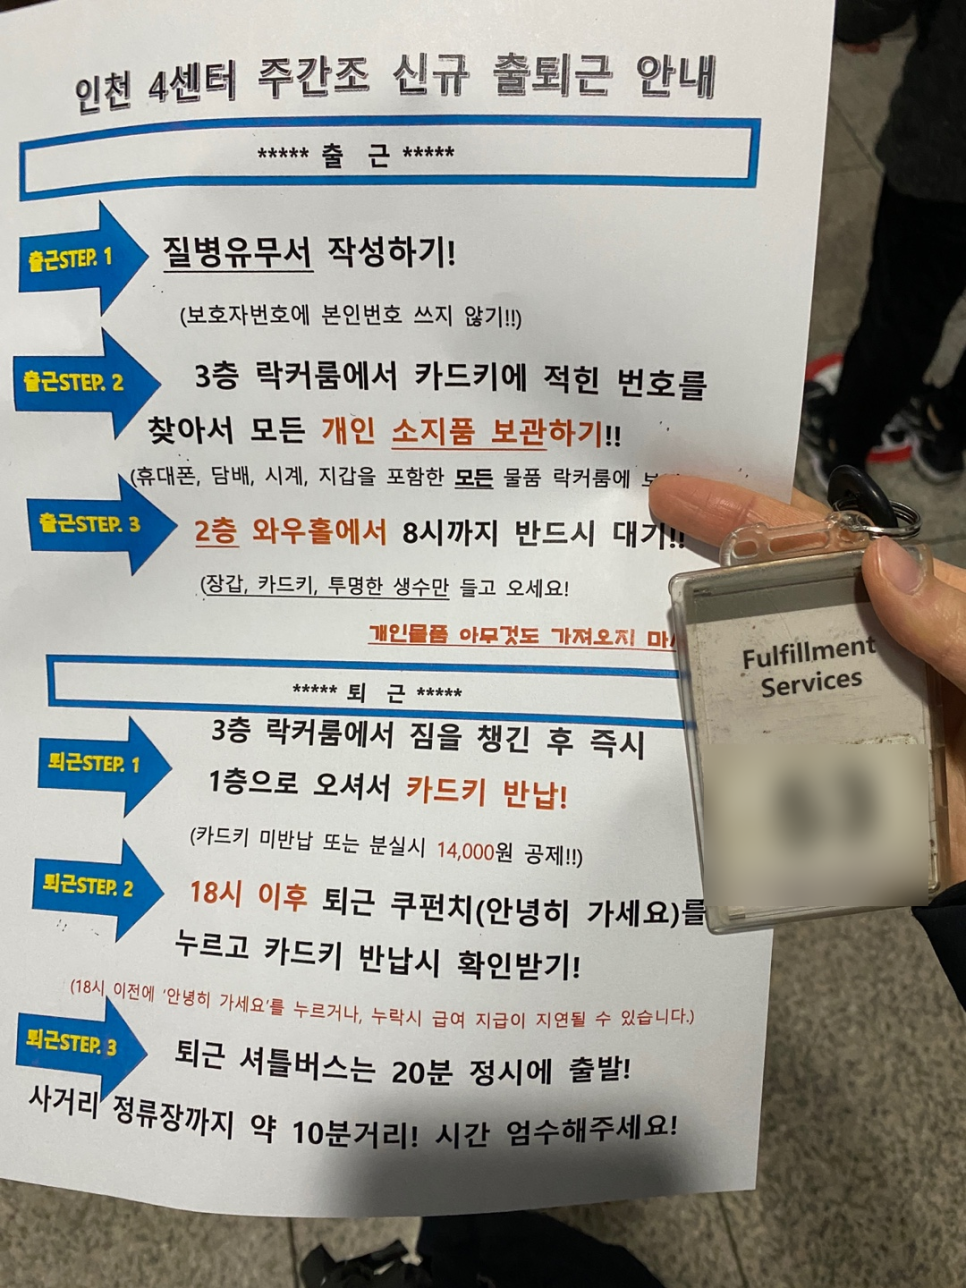 인천 4센터 주간조 신규 출퇴근 안내
***** 출 근 *****
출근STEP. 1
질병유무서 작성하기!
(보호자번호에 본인번호 쓰지 않기!!)
출근STEP. 2
3층 락커룸에서 카드키에 적힌 번호를
찾아서 모든 개인 소지품 보관하기!!
(휴대폰, 담배, 시계, 지갑을 포함한 모든 물품 락커룸에
출근STEP. 3
2층 와우홀에서 8시까지 반드시 대기!!
(장갑, 카드키, 투명한 생수만 들고 오세요!
개인물품 아무것도 가져오지
***** 퇴 근 *****
퇴근STEP. 1
3층 락커룸에서 짐을 챙긴 후 즉시
1층으로 오셔서 카드키 반납!
(카드키 미반납 또는 분실시 14,000원 공제!!)
퇴근STEP. 2
18시 이후 퇴근 쿠펀치(안녕히 가세요)를
누르고 카드키 반납시 확인받기!
(18시 이전에 '안녕히 가세요'를 누르거나, 누락시 급여 지급이 지연될 수 있습니다.)
퇴근STEP. 3
퇴근 셔틀버스는 20분 정시에 출발!
사거리 정류장까지 약 10분거리! 시간 엄수해주세요!
Fulfillment
Services